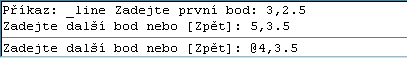 Příkaz: _line Zadejte první bod: 3,2.5
Zadejte další bod nebo [Zpět]: 5,3.5
Zadejte další bod nebo [Zpět]: @4,3.5